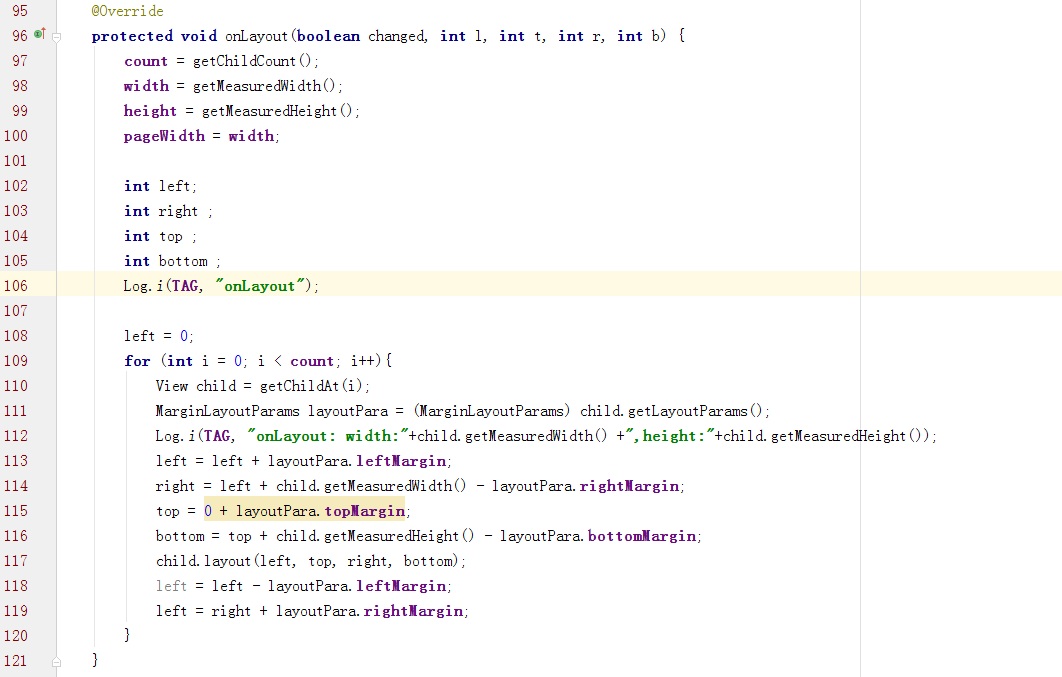 95 @Override
96 protected void onLayout(boolean changed, int l, int t, int r, int b) {
97 count = getChildCount();
98 width = getMeasuredWidth();
99 height = getMeasuredHeight();
100 pageWidth = width;
101
102 int left;
103 int right ;
104 int top ;
105 int bottom ;
106 Log.i(TAG, "onLayout");
107
108 left = 0;
109 for (int i = 0; i < count; i++){
110 View child = getChildAt(i);
111 MarginLayoutParams layoutPara = (MarginLayoutParams) child.getLayoutParams();
112 Log.i(TAG, "onLayout: width:"+child.getMeasuredWidth() +",height:"+child.getMeasuredHeight());
113 left = left + layoutPara.leftMargin;
114 right = left + child.getMeasuredWidth() - layoutPara.rightMargin;
115 top = 0 + layoutPara.topMargin;
116 bottom = top + child.getMeasuredHeight() - layoutPara.bottomMargin;
117 child.layout(left, top, right, bottom);
118 left = left - layoutPara.leftMargin;
119 left = right + layoutPara.rightMargin;
120 }
121 }